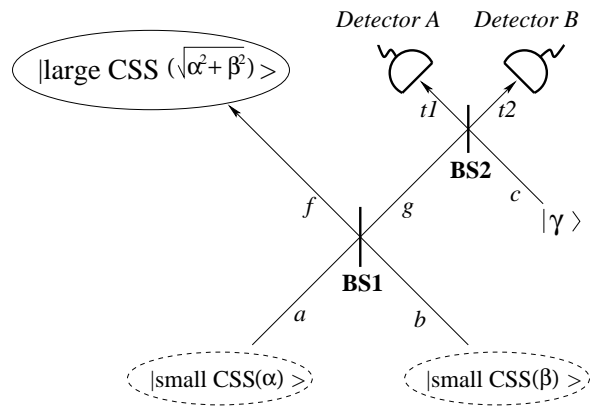 Detector A Detector B
|large CSS (√α²+β²)>
t1 t2
BS2
f g c
|γ⟩
BS1
a b
|small CSS(α) > |small CSS(β) >